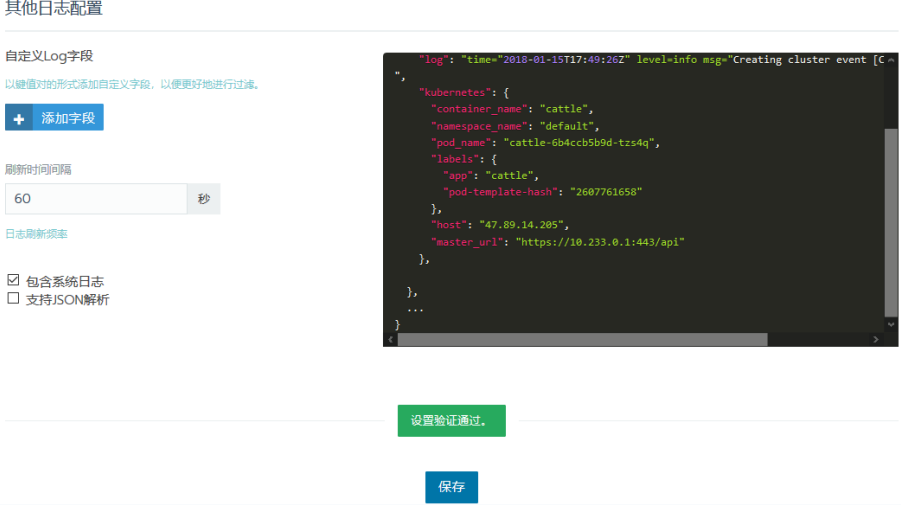 其他日志配置
自定义Log字段
以键值对的形式添加自定义字段，以便更好地进行过滤。
+ 添加字段
刷新时间间隔
60 秒
日志刷新频率
包含系统日志
支持JSON解析
"log": "time="2018-01-15T17:49:26Z" level=info msg="Creating cluster event [C
",
"kubernetes": {
"container_name": "cattle",
"namespace_name": "default",
"pod_name": "cattle-6b4ccb5b9d-tzs4q",
"labels": {
"app": "cattle",
"pod-template-hash": "2607761658"
},
"host": "47.89.14.205",
"master_url": "https://10.233.0.1:443/api"
},
},
...
}
设置验证通过。
保存